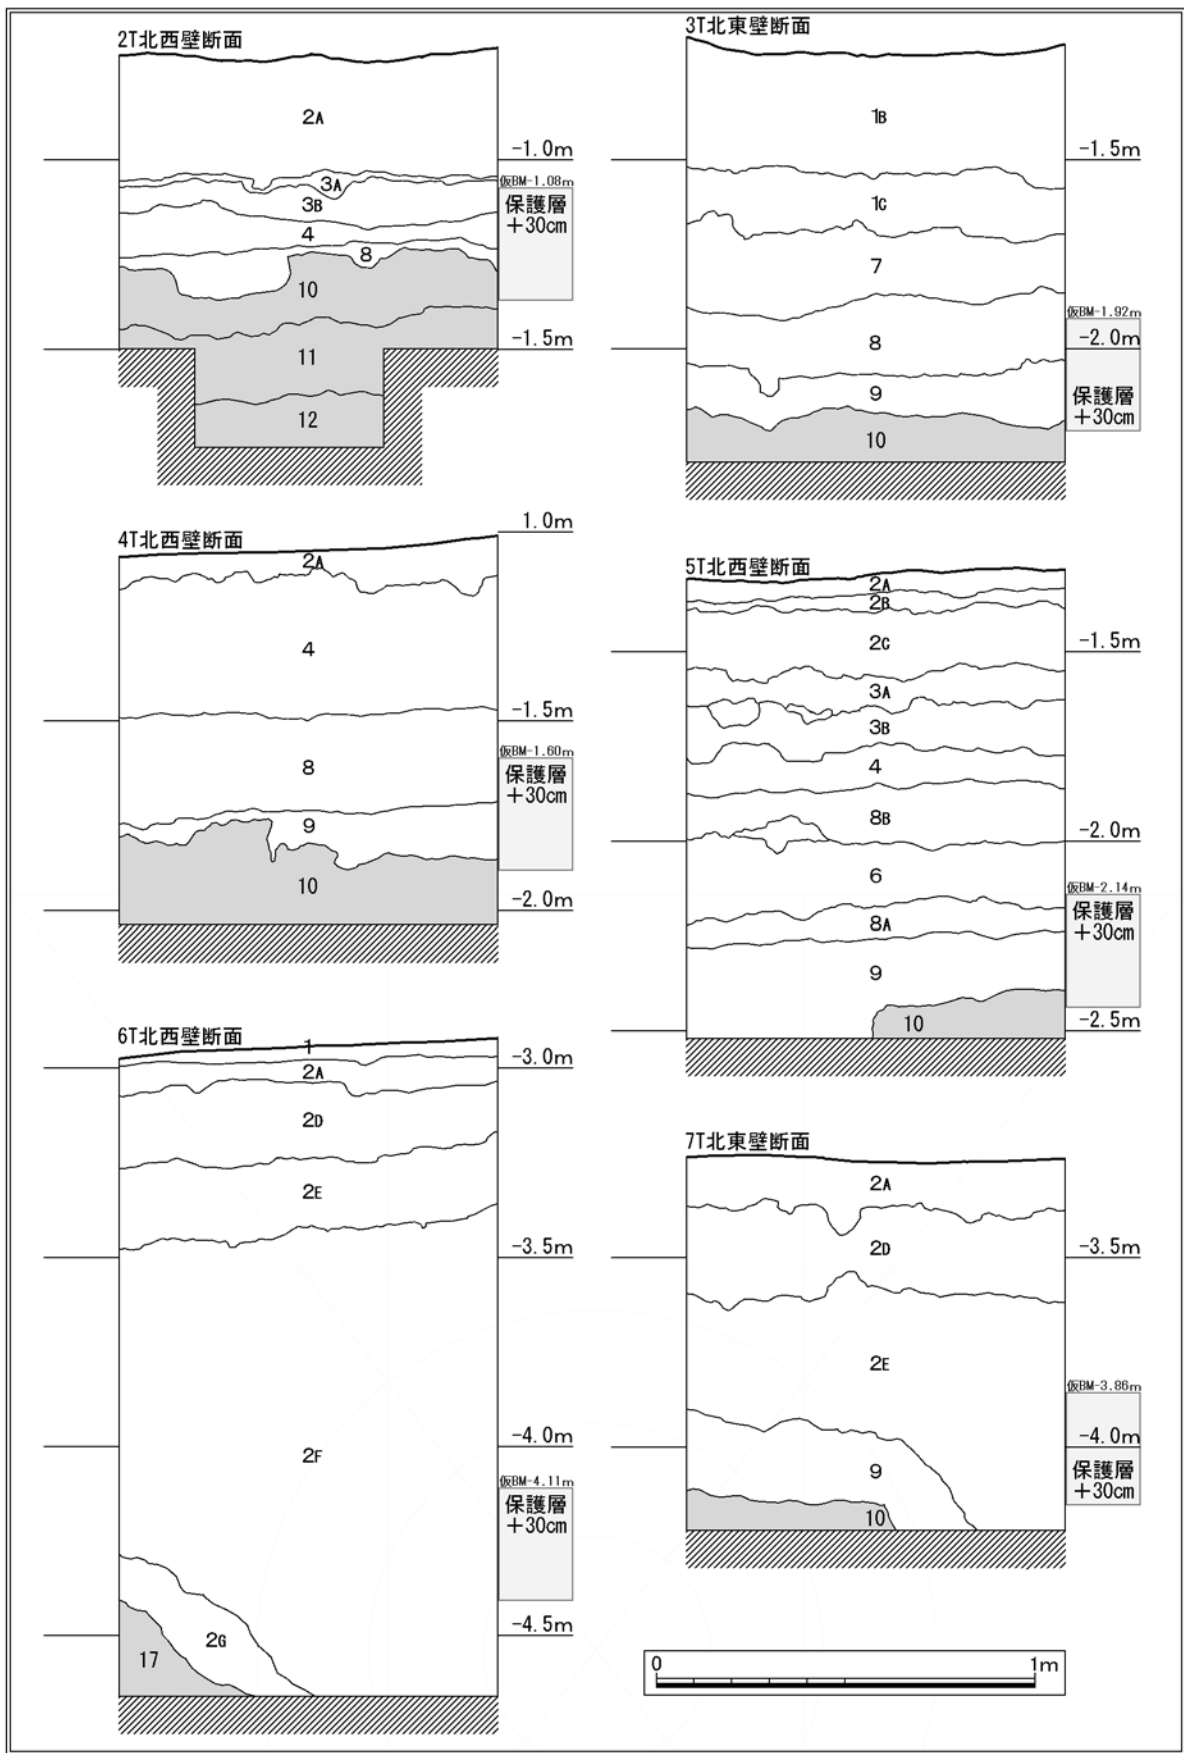 2T北西壁断面
2A
-1.0m
3A
仮BM-1.08m
3B
保護層
+30cm
4
8
10
-1.5m
11
12
3T北東壁断面
1B
-1.5m
1C
7
仮BM-1.92m
8
-2.0m
9
保護層
+30cm
10
4T北西壁断面
1.0m
2A
4
-1.5m
仮BM-1.60m
8
保護層
+30cm
9
10
-2.0m
5T北西壁断面
2A
2B
2C
-1.5m
3A
3B
4
8B
-2.0m
6
仮BM-2.14m
8A
保護層
+30cm
9
10
-2.5m
6T北西壁断面
1
-3.0m
2A
2D
2E
-3.5m
2F
-4.0m
仮BM-4.11m
保護層
+30cm
2G
-4.5m
17
7T北東壁断面
2A
2D
-3.5m
2E
仮BM-3.86m
-4.0m
9
保護層
+30cm
10
0
1m